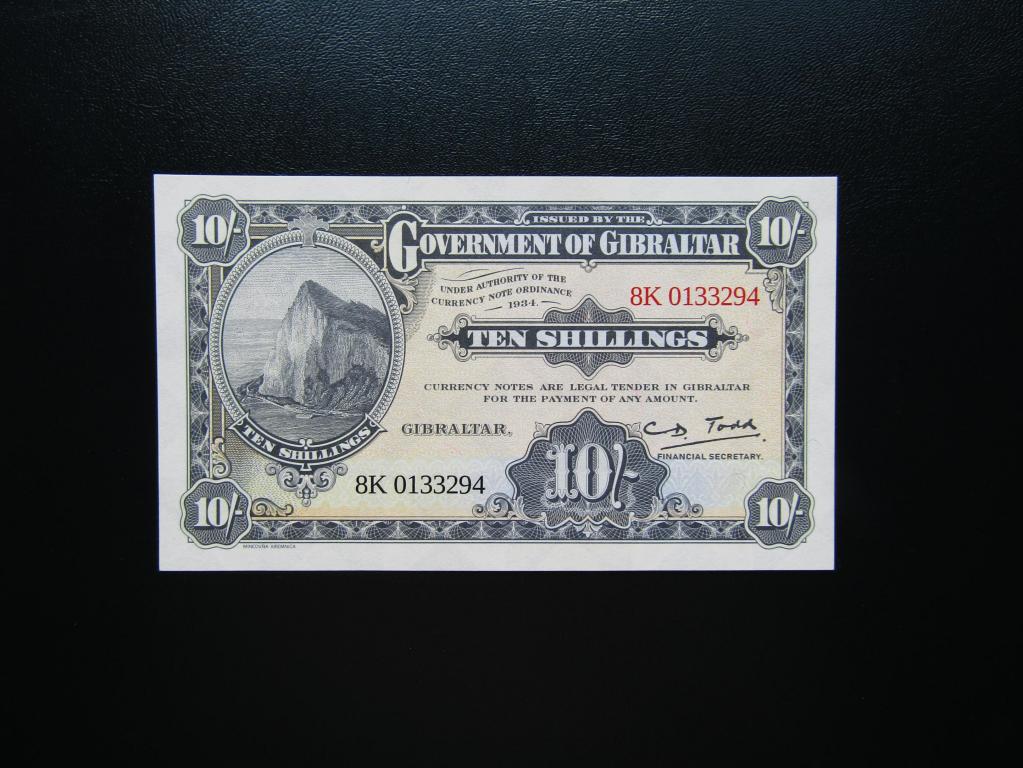 10/-
ISSUED BY THE
10/-
GOVERNMENT OF GIBRALTAR
UNDER AUTHORITY OF THE
CURRENCY NOTE ORDINANCE
1934.
8K 0133294
TEN SHILLINGS
CURRENCY NOTES ARE LEGAL TENDER IN GIBRALTAR
FOR THE PAYMENT OF ANY AMOUNT.
TEN SHILLINGS
GIBRALTAR,
C D. Todd.
FINANCIAL SECRETARY.
8K 0133294
10/-
10/-
10/-
MINCOVŇA KREMNICA